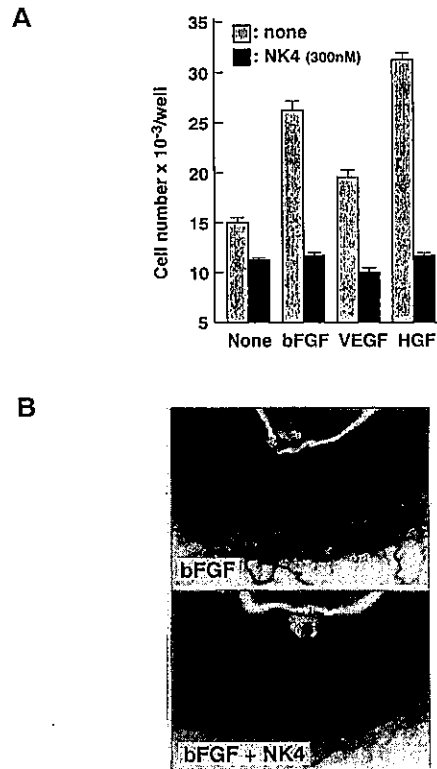 A
: none
: NK4 (300nM)
Cell number x 10⁻³/well
35
30
25
20
15
10
5
None bFGF VEGF HGF
B
bFGF
bFGF + NK4